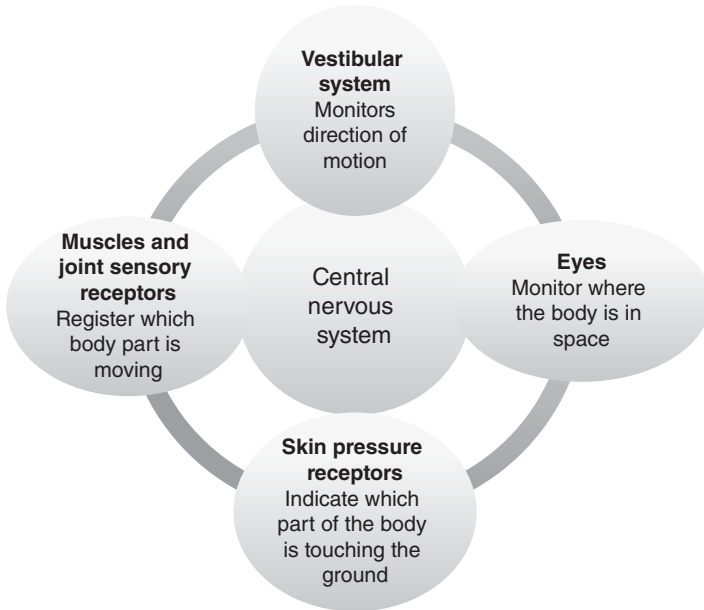 Vestibular
system
Monitors
direction of
motion
Muscles and
joint sensory
receptors
Register which
body part is
moving
Central
nervous
system
Eyes
Monitor where
the body is in
space
Skin pressure
receptors
Indicate which
part of the body
is touching the
ground